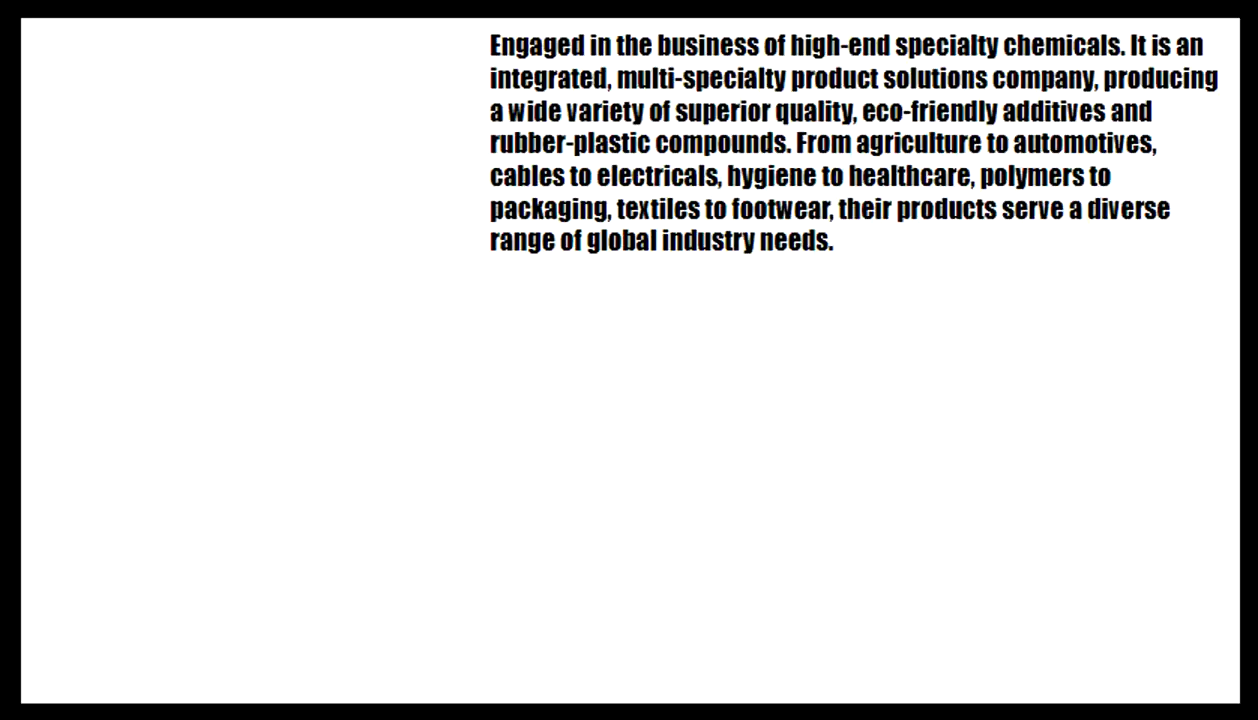 Engaged in the business of high-end specialty chemicals. It is an
integrated, multi-specialty product solutions company, producing
a wide variety of superior quality, eco-friendly additives and
rubber-plastic compounds. From agriculture to automotives,
cables to electricals, hygiene to healthcare, polymers to
packaging, textiles to footwear, their products serve a diverse
range of global industry needs.